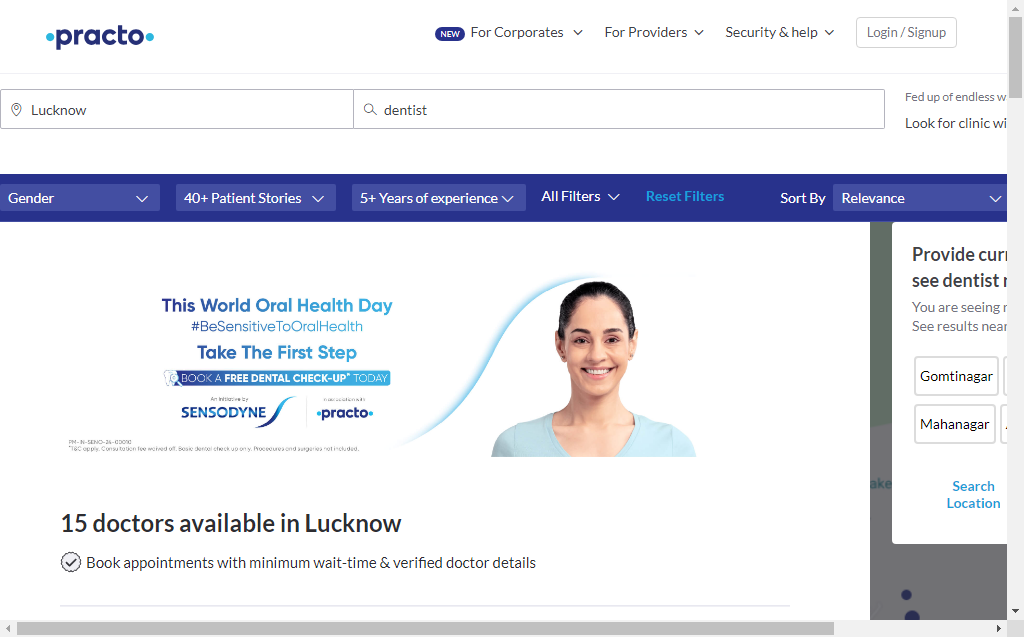 practo
NEW For Corporates
For Providers
Security & help
Login / Signup
Lucknow
dentist
Fed up of endless w
Look for clinic wi
Gender
40+ Patient Stories
5+ Years of experience
All Filters
Reset Filters
Sort By
Relevance
This World Oral Health Day
#BeSensitiveToOralHealth
Take The First Step
BOOK A FREE DENTAL CHECK-UP* TODAY
An Initiative by
SENSODYNE
In association with
practo
PM-IN-SENO-24-00010
*T&C apply. Consultation fee waived off. Basic dental check up only. Procedures and surgeries not included.
Provide curr
see dentist n
You are seeing r
See results near
Gomtinagar
Mahanagar
Search
Location
ake
15 doctors available in Lucknow
Book appointments with minimum wait-time & verified doctor details